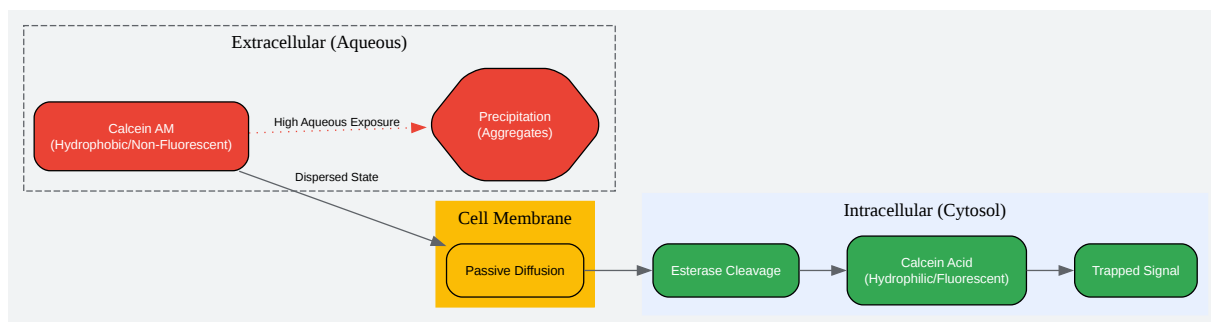 Extracellular (Aqueous)
Calcein AM
(Hydrophobic/Non-Fluorescent)
High Aqueous Exposure
Precipitation
(Aggregates)
Dispersed State
Cell Membrane
Passive Diffusion
Intracellular (Cytosol)
Esterase Cleavage
Calcein Acid
(Hydrophilic/Fluorescent)
Trapped Signal